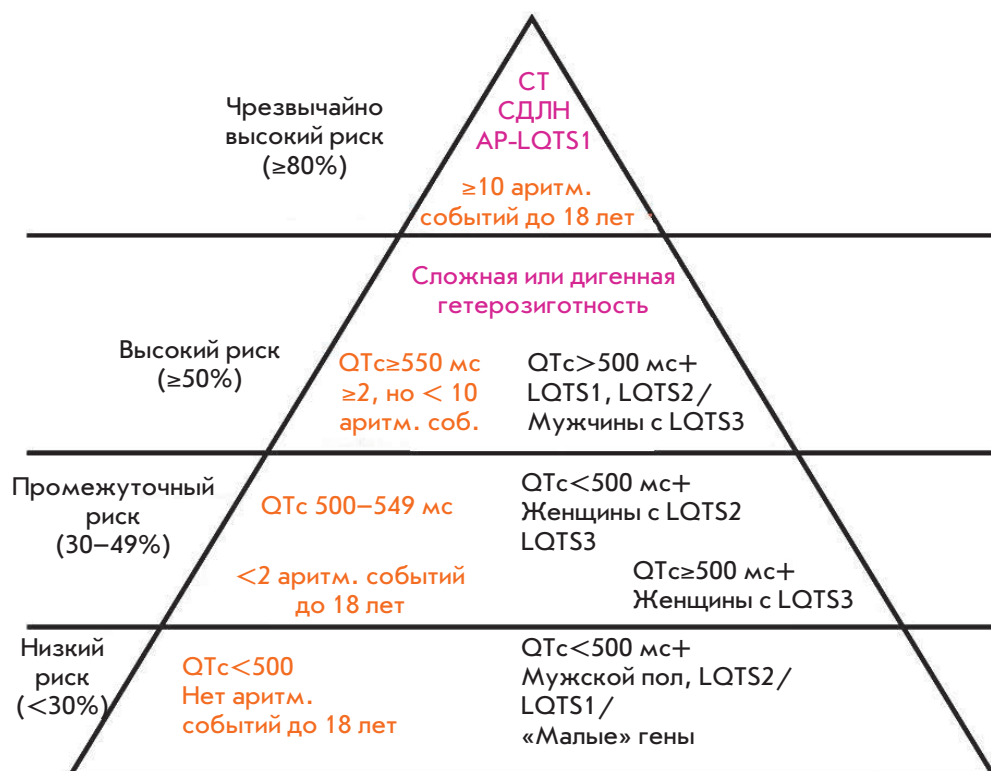 Чрезвычайно
высокий риск
(≥80%)
СТ
СДЛН
АР-LQTS1
≥10 аритм.
событий до 18 лет
Высокий риск
(≥50%)
Сложная или дигенная
гетерозиготность
QTc≥550 мс
≥2, но < 10
аритм. соб.
QTc>500 мс+
LQTS1, LQTS2/
Мужчины с LQTS3
Промежуточный
риск
(30–49%)
QTc 500–549 мс
<2 аритм. событий
до 18 лет
QTc<500 мс+
Женщины с LQTS2
LQTS3
QTc≥500 мс+
Женщины с LQTS3
Низкий
риск
(<30%)
QTc<500
Нет аритм.
событий до 18 лет
QTc<500 мс+
Мужской пол, LQTS2/
LQTS1/
«Малые» гены